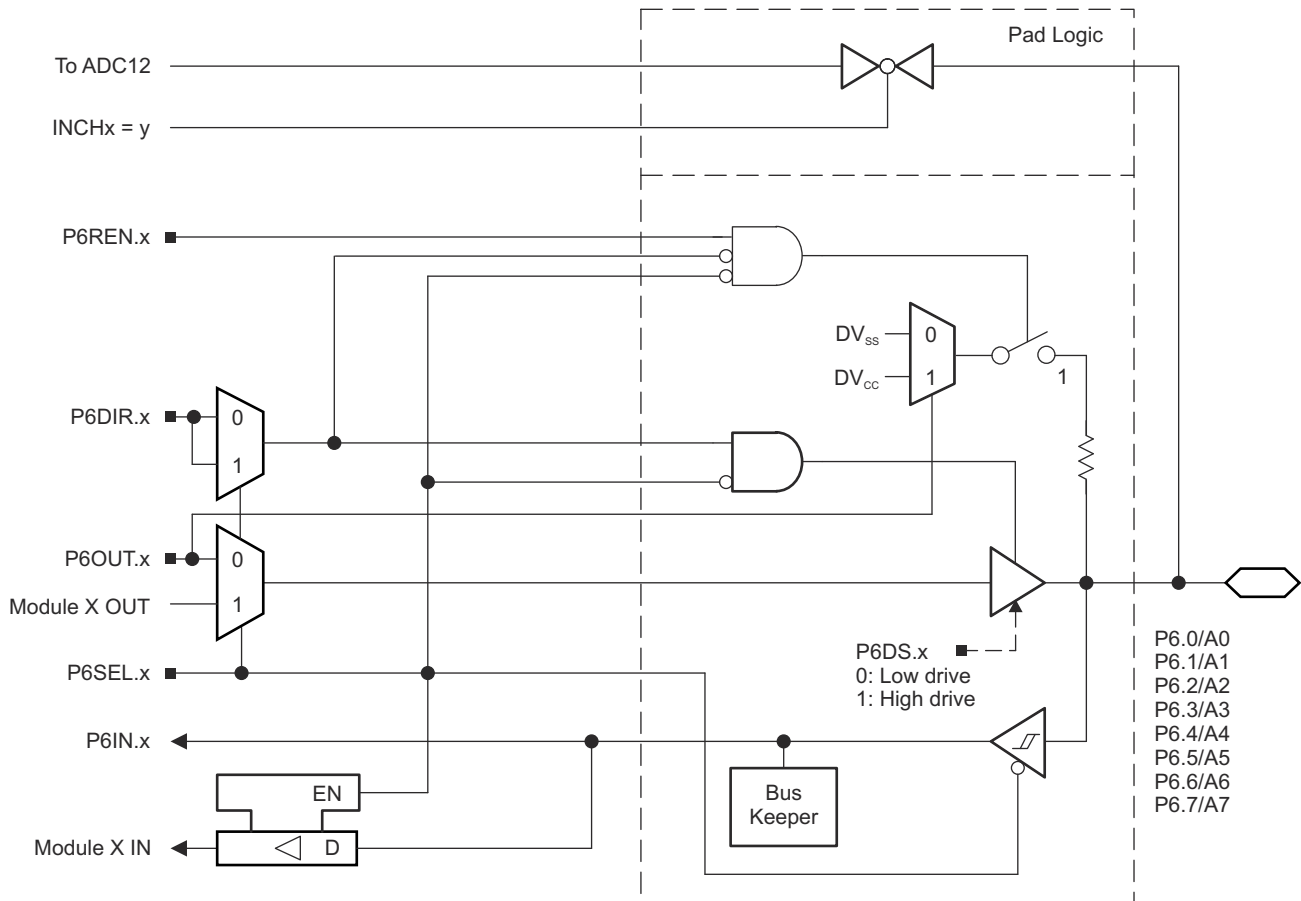 Pad Logic
To ADC12
INCHx = y
P6REN.x
DVSS
0
DVCC
1
1
P6DIR.x
0
1
P6OUT.x
0
Module X OUT
1
P6SEL.x
P6DS.x
0: Low drive
1: High drive
P6.0/A0
P6.1/A1
P6.2/A2
P6.3/A3
P6.4/A4
P6.5/A5
P6.6/A6
P6.7/A7
P6IN.x
Bus
Keeper
EN
Module X IN
D